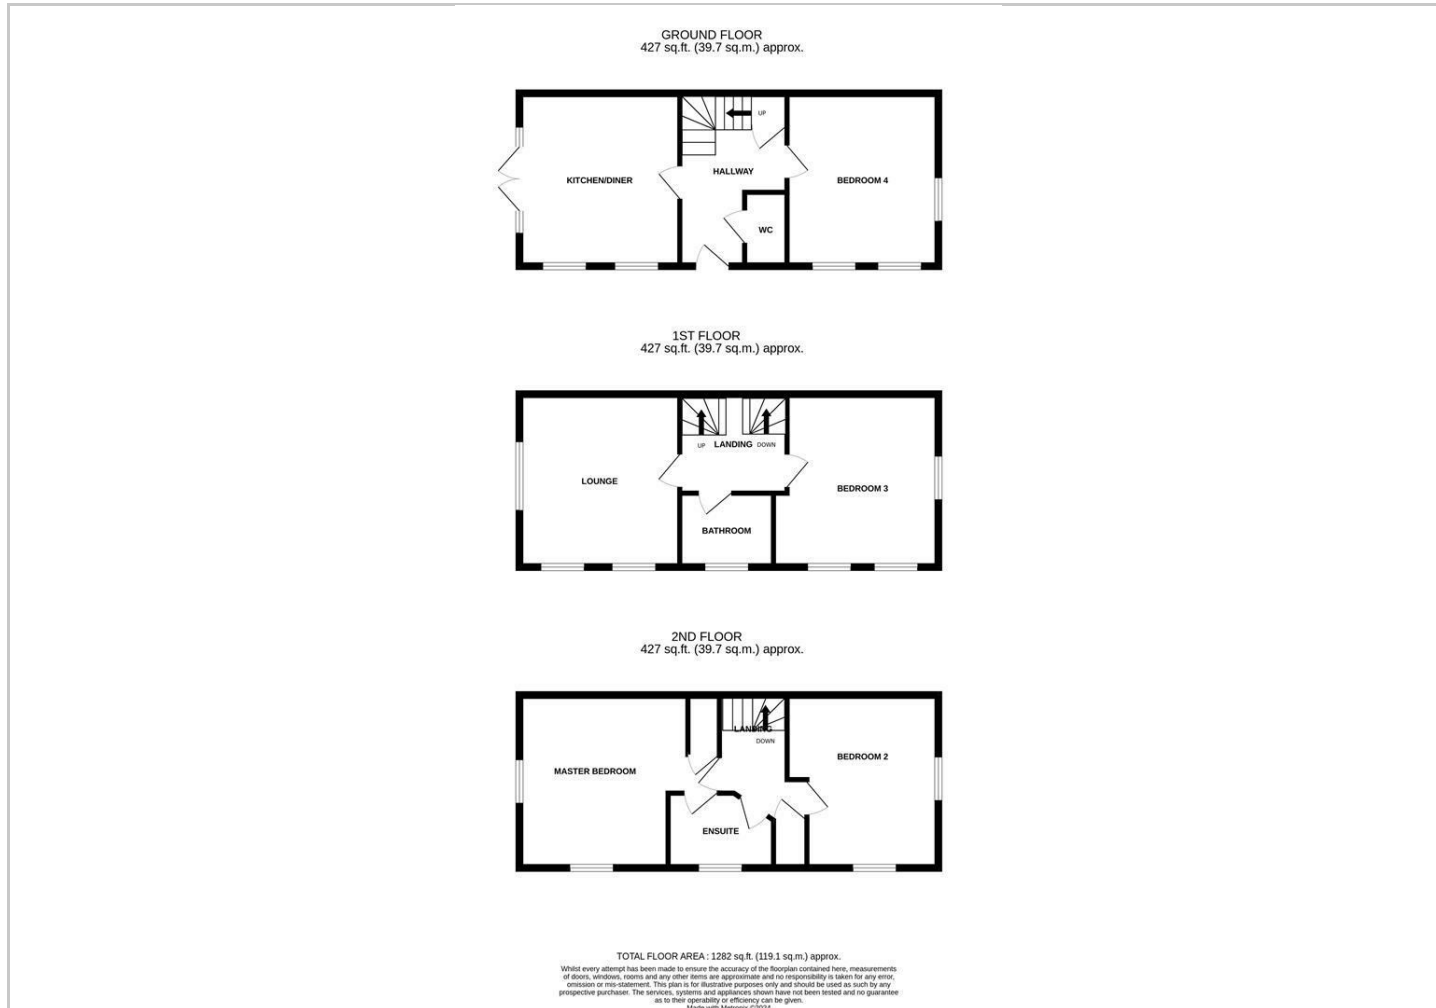 GROUND FLOOR
427 sq.ft. (39.7 sq.m.) approx.
UP
HALLWAY
KITCHEN/DINER
BEDROOM 4
WC
1ST FLOOR
427 sq.ft. (39.7 sq.m.) approx.
UP
LANDING
DOWN
LOUNGE
BEDROOM 3
BATHROOM
2ND FLOOR
427 sq.ft. (39.7 sq.m.) approx.
LANDING
DOWN
BEDROOM 2
MASTER BEDROOM
ENSUITE
TOTAL FLOOR AREA : 1282 sq.ft. (119.1 sq.m.) approx.
Whilst every attempt has been made to ensure the accuracy of the floorplan contained here, measurements
of doors, windows, rooms and any other items are approximate and no responsibility is taken for any error,
omission or mis-statement. This plan is for illustrative purposes only and should be used as such by any
prospective purchaser. The services, systems and appliances shown have not been tested and no guarantee
as to their operability or efficiency can be given.
Made with Metropix ©2024